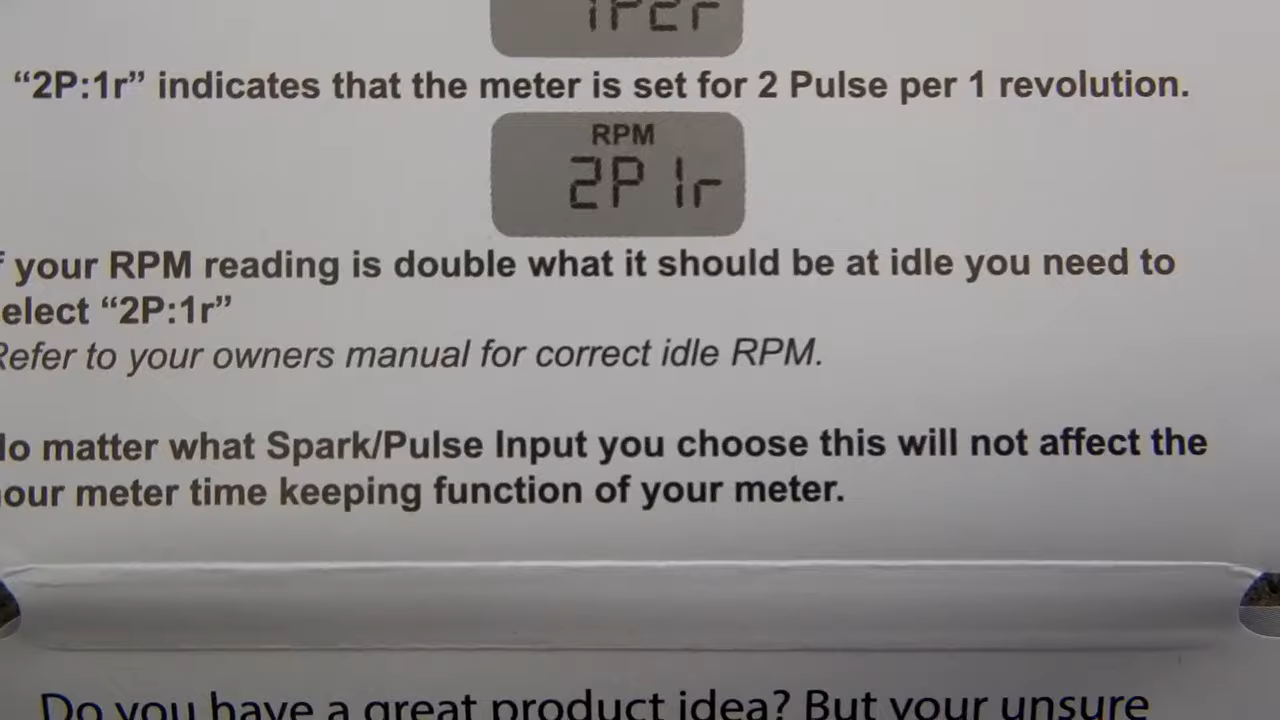 1P2r
“2P:1r” indicates that the meter is set for 2 Pulse per 1 revolution.
RPM
2P1r
your RPM reading is double what it should be at idle you need to
elect “2P:1r”
Refer to your owners manual for correct idle RPM.
matter what Spark/Pulse Input you choose this will not affect the
our meter time keeping function of your meter.
Do you have a great product idea? But your unsure